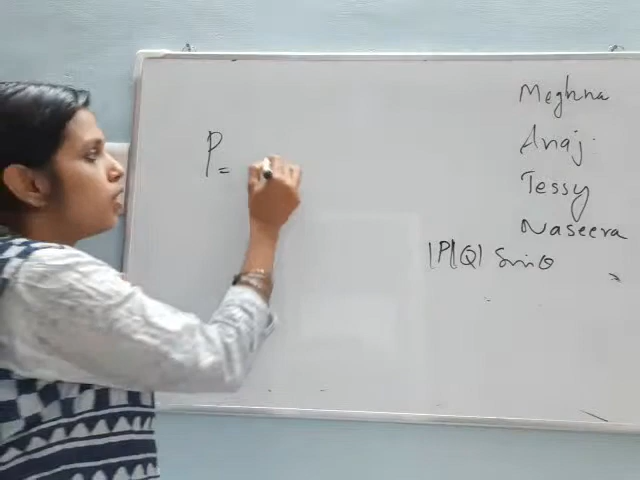 P =
Meghna
Anaj
Tessy
Naseera
|P||Q| Sinθ